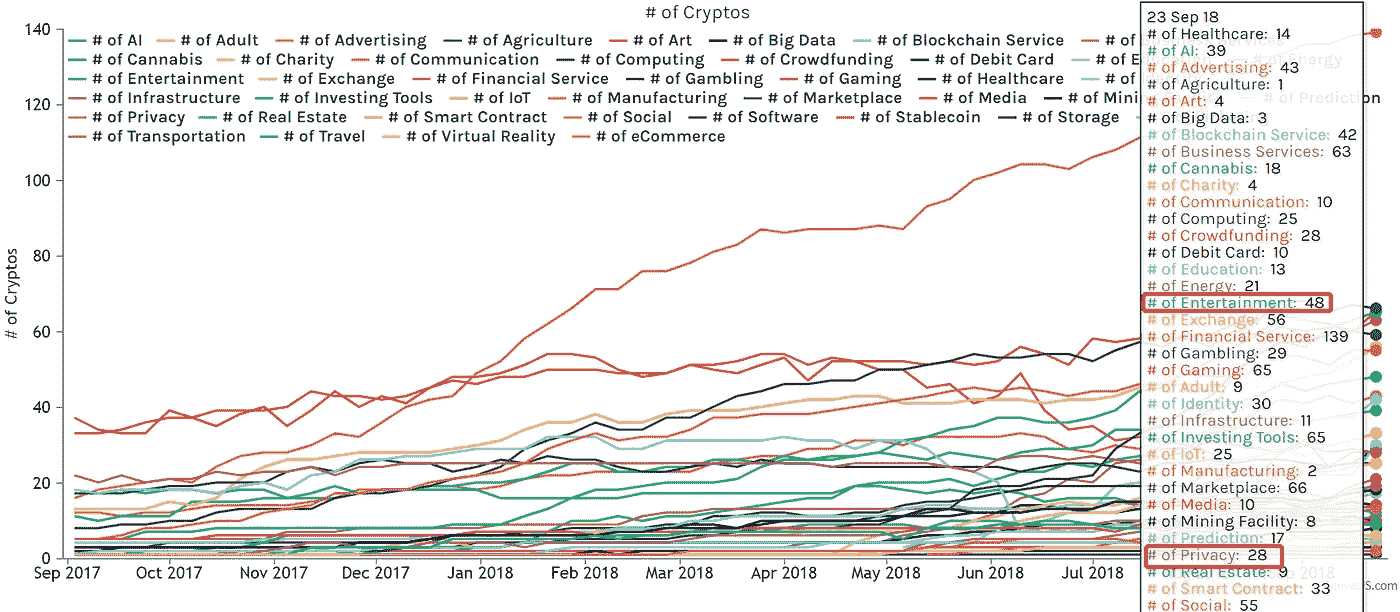 # of Cryptos
23 Sep 18
# of Healthcare: 14
# of AI: 39
# of Advertising: 43
# of Agriculture: 1
# of Art: 4
# of Big Data: 3
# of Blockchain Service: 42
# of Business Services: 63
# of Cannabis: 18
# of Charity: 4
# of Communication: 10
# of Computing: 25
# of Crowdfunding: 28
# of Debit Card: 10
# of Education: 13
# of Energy: 21
# of Entertainment: 48
# of Exchange: 56
# of Financial Service: 139
# of Gambling: 29
# of Gaming: 65
# of Adult: 9
# of Identity: 30
# of Infrastructure: 11
# of Investing Tools: 65
# of IoT: 25
# of Manufacturing: 2
# of Marketplace: 66
# of Media: 10
# of Mining Facility: 8
# of Prediction: 17
# of Privacy: 28
# of Real Estate: 9
# of Smart Contract: 33
# of Social: 55
# of AI # of Adult # of Advertising # of Agriculture # of Art # of Big Data # of Blockchain Service # of
# of Cannabis # of Charity # of Communication # of Computing # of Crowdfunding # of Debit Card # of E
# of Entertainment # of Exchange # of Financial Service # of Gambling # of Gaming # of Healthcare # of
# of Infrastructure # of Investing Tools # of IoT # of Manufacturing # of Marketplace # of Media # of Mini # of Prediction
# of Privacy # of Real Estate # of Smart Contract # of Social # of Software # of Stablecoin # of Storage
# of Transportation # of Travel # of Virtual Reality # of eCommerce
# of Cryptos
140
120
100
80
60
40
20
0
Sep 2017 Oct 2017 Nov 2017 Dec 2017 Jan 2018 Feb 2018 Mar 2018 Apr 2018 May 2018 Jun 2018 Jul 2018 2018